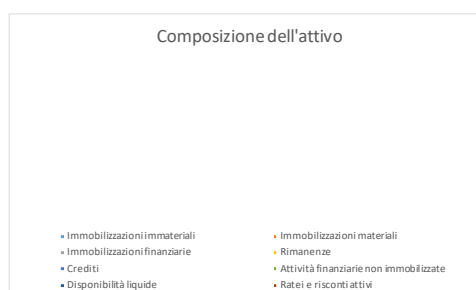 Composizione dell'attivo
Immobilizzazioni immateriali
Immobilizzazioni materiali
Immobilizzazioni finanziarie
Rimanenze
Crediti
Attività finanziarie non immobilizzate
Disponibilità liquide
Ratei e risconti attivi